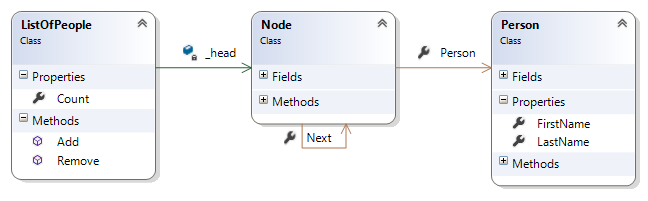 ListOfPeople
Class
Properties
Count
Methods
Add
Remove
_head
Node
Class
Fields
Methods
Next
Person
Person
Class
Fields
Properties
FirstName
LastName
Methods